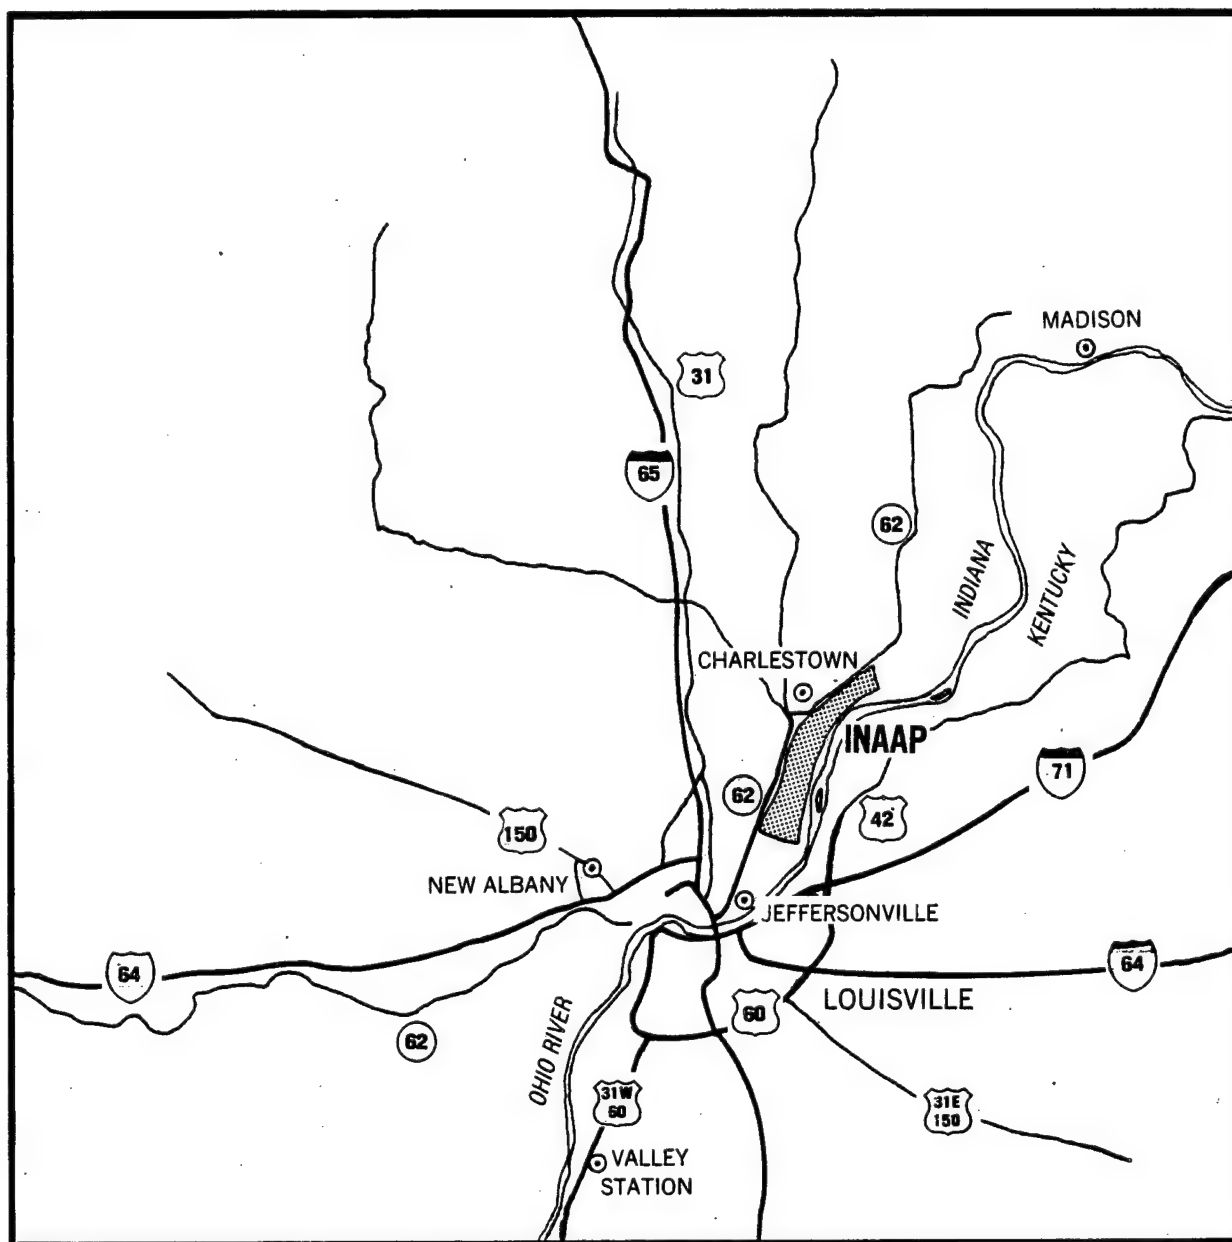 MADISON
31
65
62
INDIANA
KENTUCKY
CHARLESTOWN
INAAP
71
62
42
150
NEW ALBANY
JEFFERSONVILLE
64
64
LOUISVILLE
60
62
OHIO RIVER
31W
60
31E
150
VALLEY
STATION